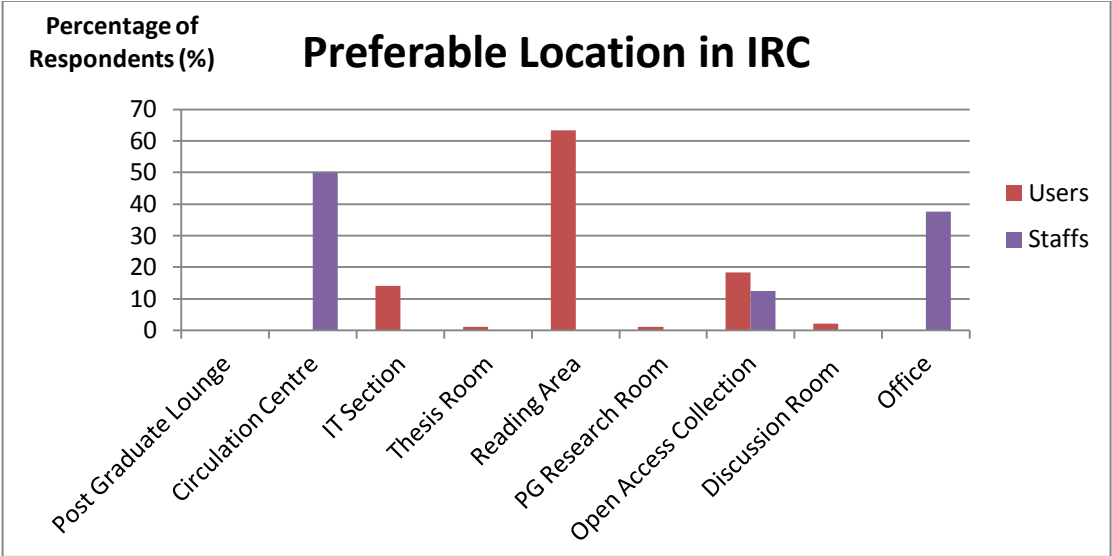 Percentage of
Respondents (%)
Preferable Location in IRC
70
60
50
40
30
20
10
0
Users
Staffs
Post Graduate Lounge
Circulation Centre
IT Section
Thesis Room
Reading Area
PG Research Room
Open Access Collection
Discussion Room
Office